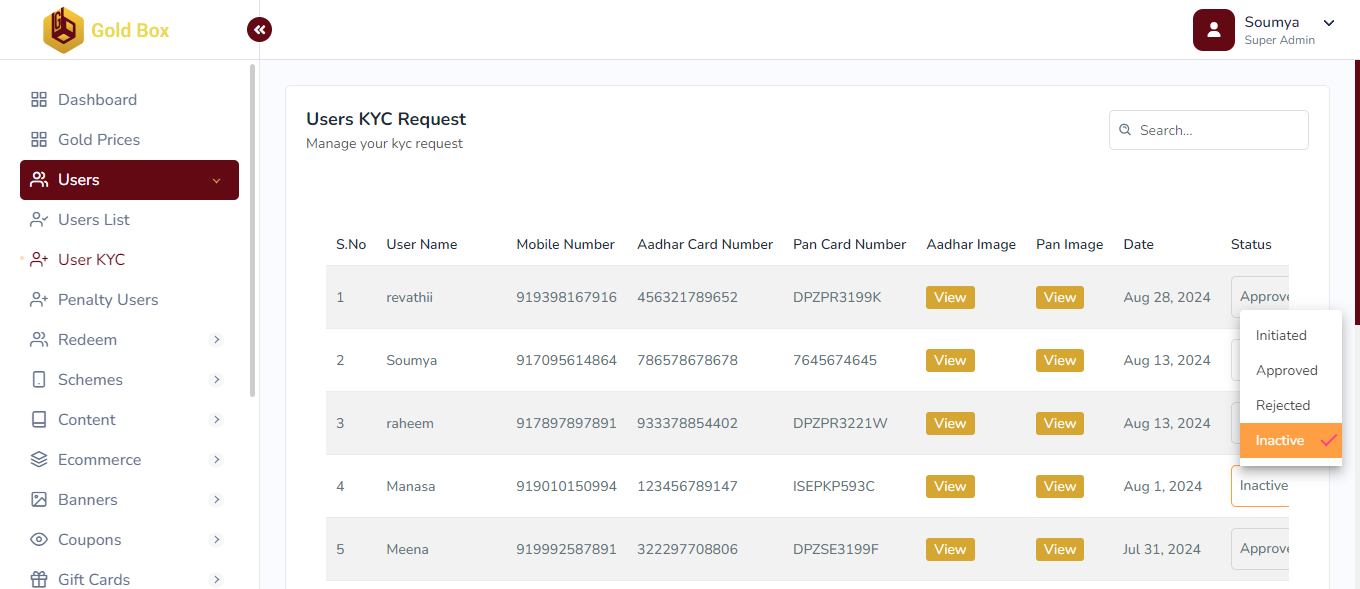 Gold Box
Soumya
Super Admin
Dashboard
Gold Prices
Users
Users List
User KYC
Penalty Users
Redeem
Schemes
Content
Ecommerce
Banners
Coupons
Gift Cards
Users KYC Request
Manage your kyc request
Search...
S.No User Name Mobile Number Aadhar Card Number Pan Card Number Aadhar Image Pan Image Date Status
1 revathii 919398167916 456321789652 DPZPR3199K View View Aug 28, 2024 Approve
2 Soumya 917095614864 786578678678 7645674645 View View Aug 13, 2024
3 raheem 917897897891 933378854402 DPZPR3221W View View Aug 13, 2024
4 Manasa 919010150994 123456789147 ISEPKP593C View View Aug 1, 2024 Inactive
5 Meena 919992587891 322297708806 DPZSE3199F View View Jul 31, 2024 Approve
Initiated
Approved
Rejected
Inactive